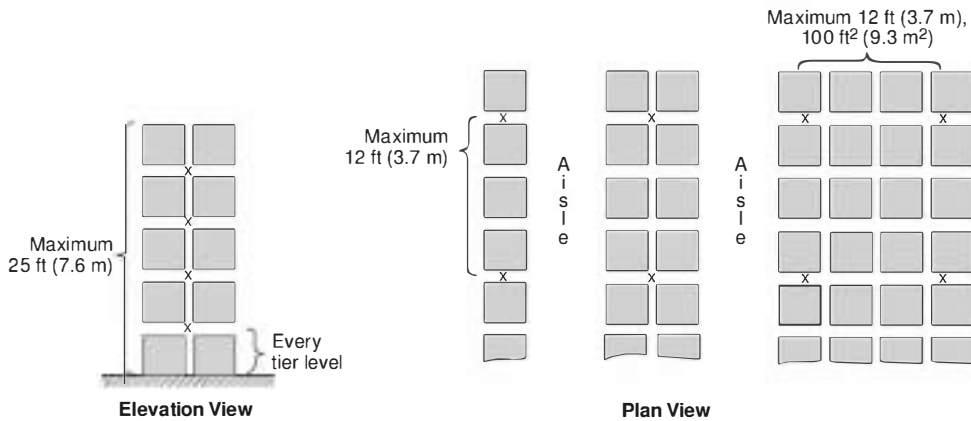 Maximum
25 ft (7.6 m)
x
x
x
x
Every
tier level
Elevation View
Maximum
12 ft (3.7 m)
x
x
A
i
s
l
e
x
x
A
i
s
l
e
Maximum 12 ft (3.7 m),
100 ft² (9.3 m²)
x x
x x
Plan View